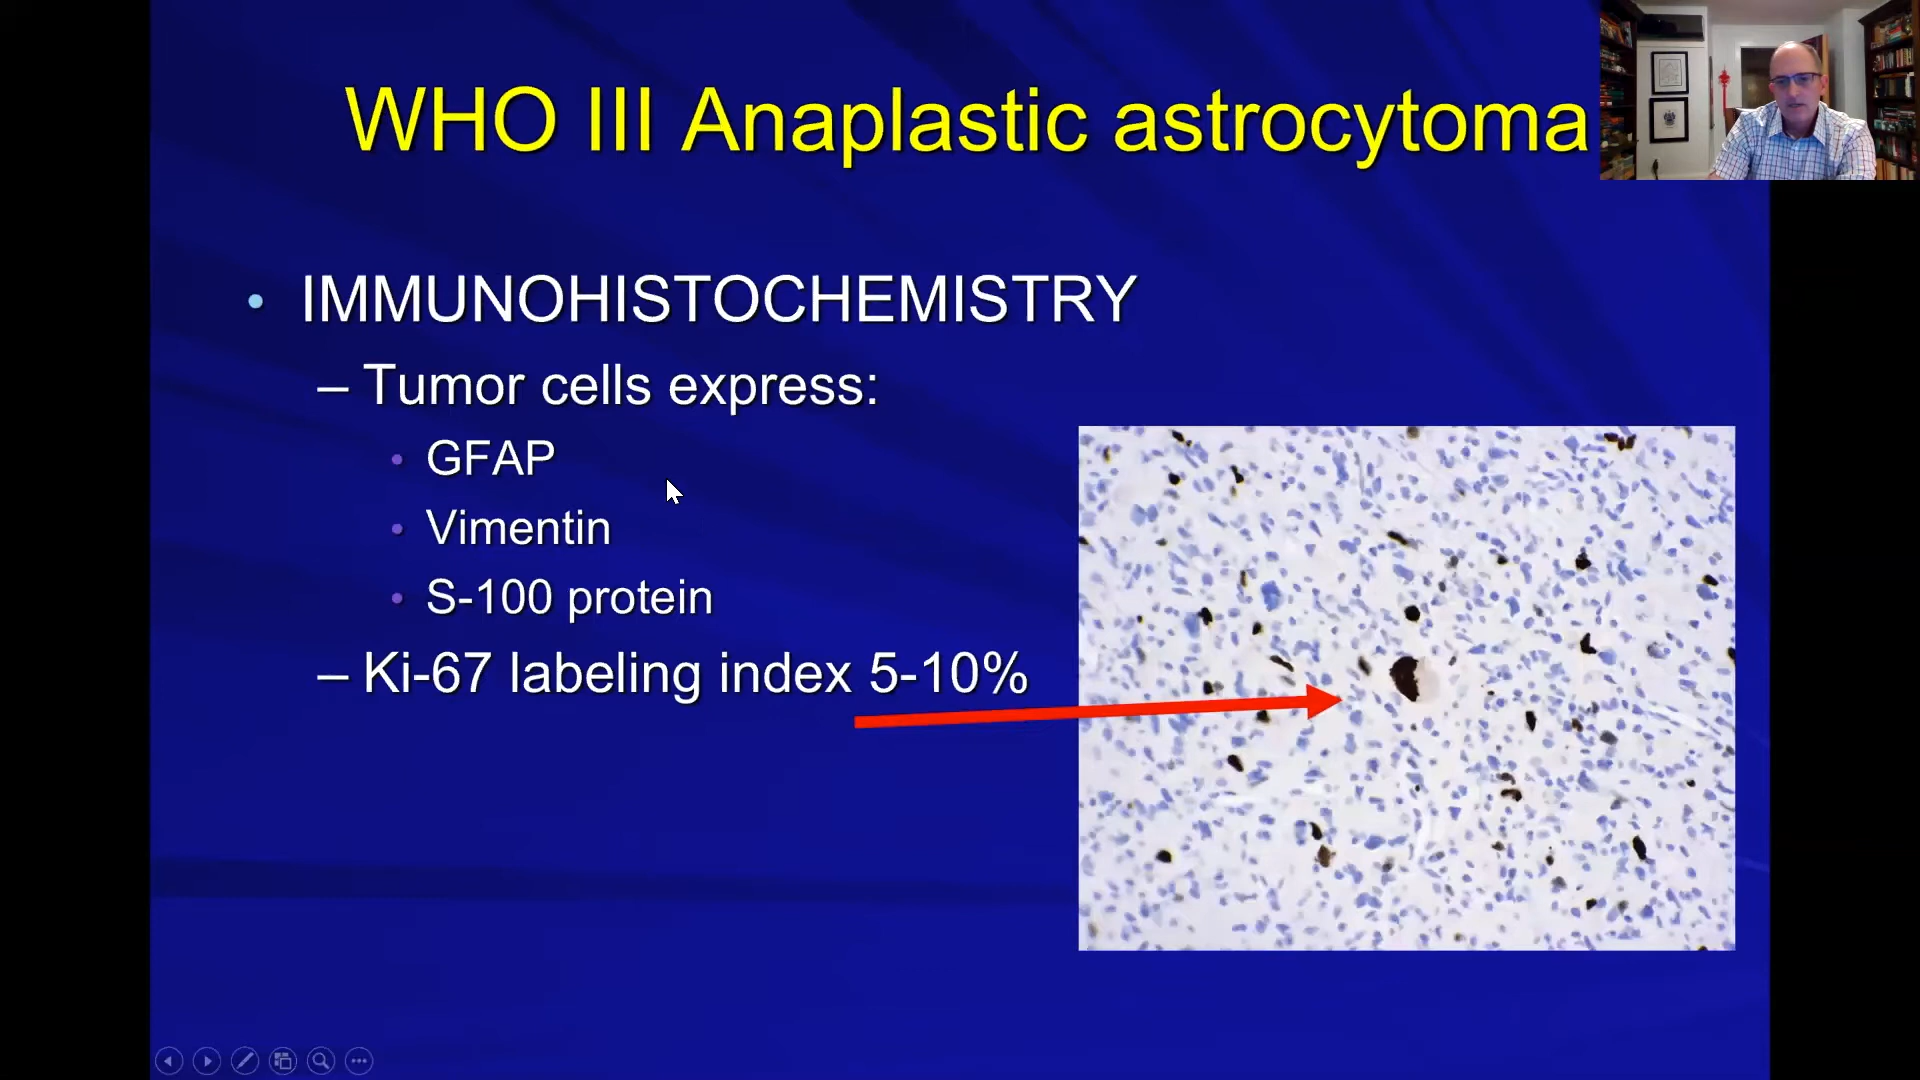 WHO III Anaplastic astrocytoma
• IMMUNOHISTOCHEMISTRY
– Tumor cells express:
• GFAP
• Vimentin
• S-100 protein
– Ki-67 labeling index 5-10%